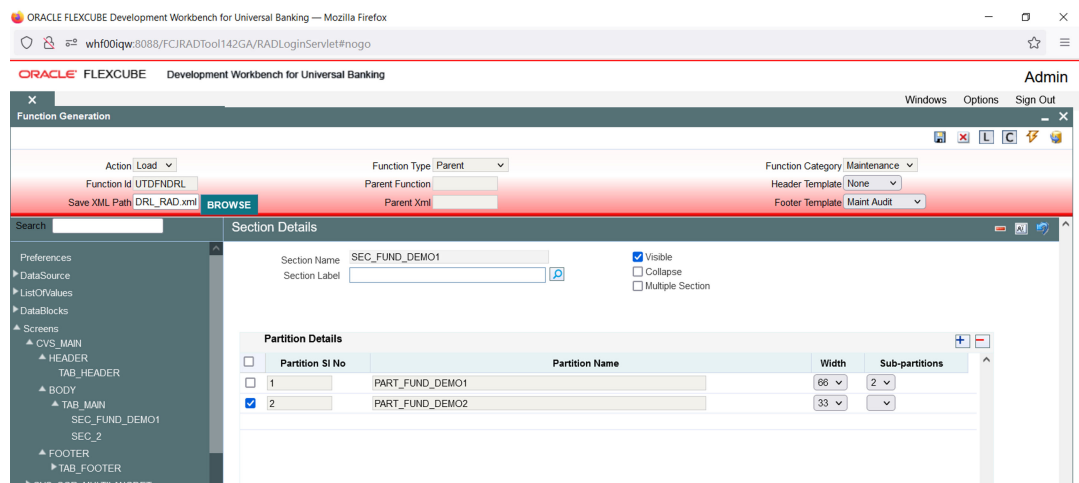 ORACLE FLEXCUBE Development Workbench for Universal Banking — Mozilla Firefox
whf00iqw:8088/FCJRADTool142GA/RADLoginServlet#nogo
ORACLE FLEXCUBE Development Workbench for Universal Banking Admin
Windows Options Sign Out
Function Generation
L C
Action Load Function Type Parent Function Category Maintenance
Function Id UTDFNDRL Parent Function Header Template None
Save XML Path DRL_RAD.xml BROWSE Parent Xml Footer Template Maint Audit
Search Section Details
Preferences
DataSource
ListOfValues
DataBlocks
Screens
CVS_MAIN
HEADER
TAB_HEADER
BODY
TAB_MAIN
SEC_FUND_DEMO1
SEC_2
FOOTER
TAB_FOOTER
Section Name SEC_FUND_DEMO1 Visible
Section Label Collapse
Multiple Section
Partition Details
Partition Sl No Partition Name Width Sub-partitions
1 PART_FUND_DEMO1 66 2
2 PART_FUND_DEMO2 33